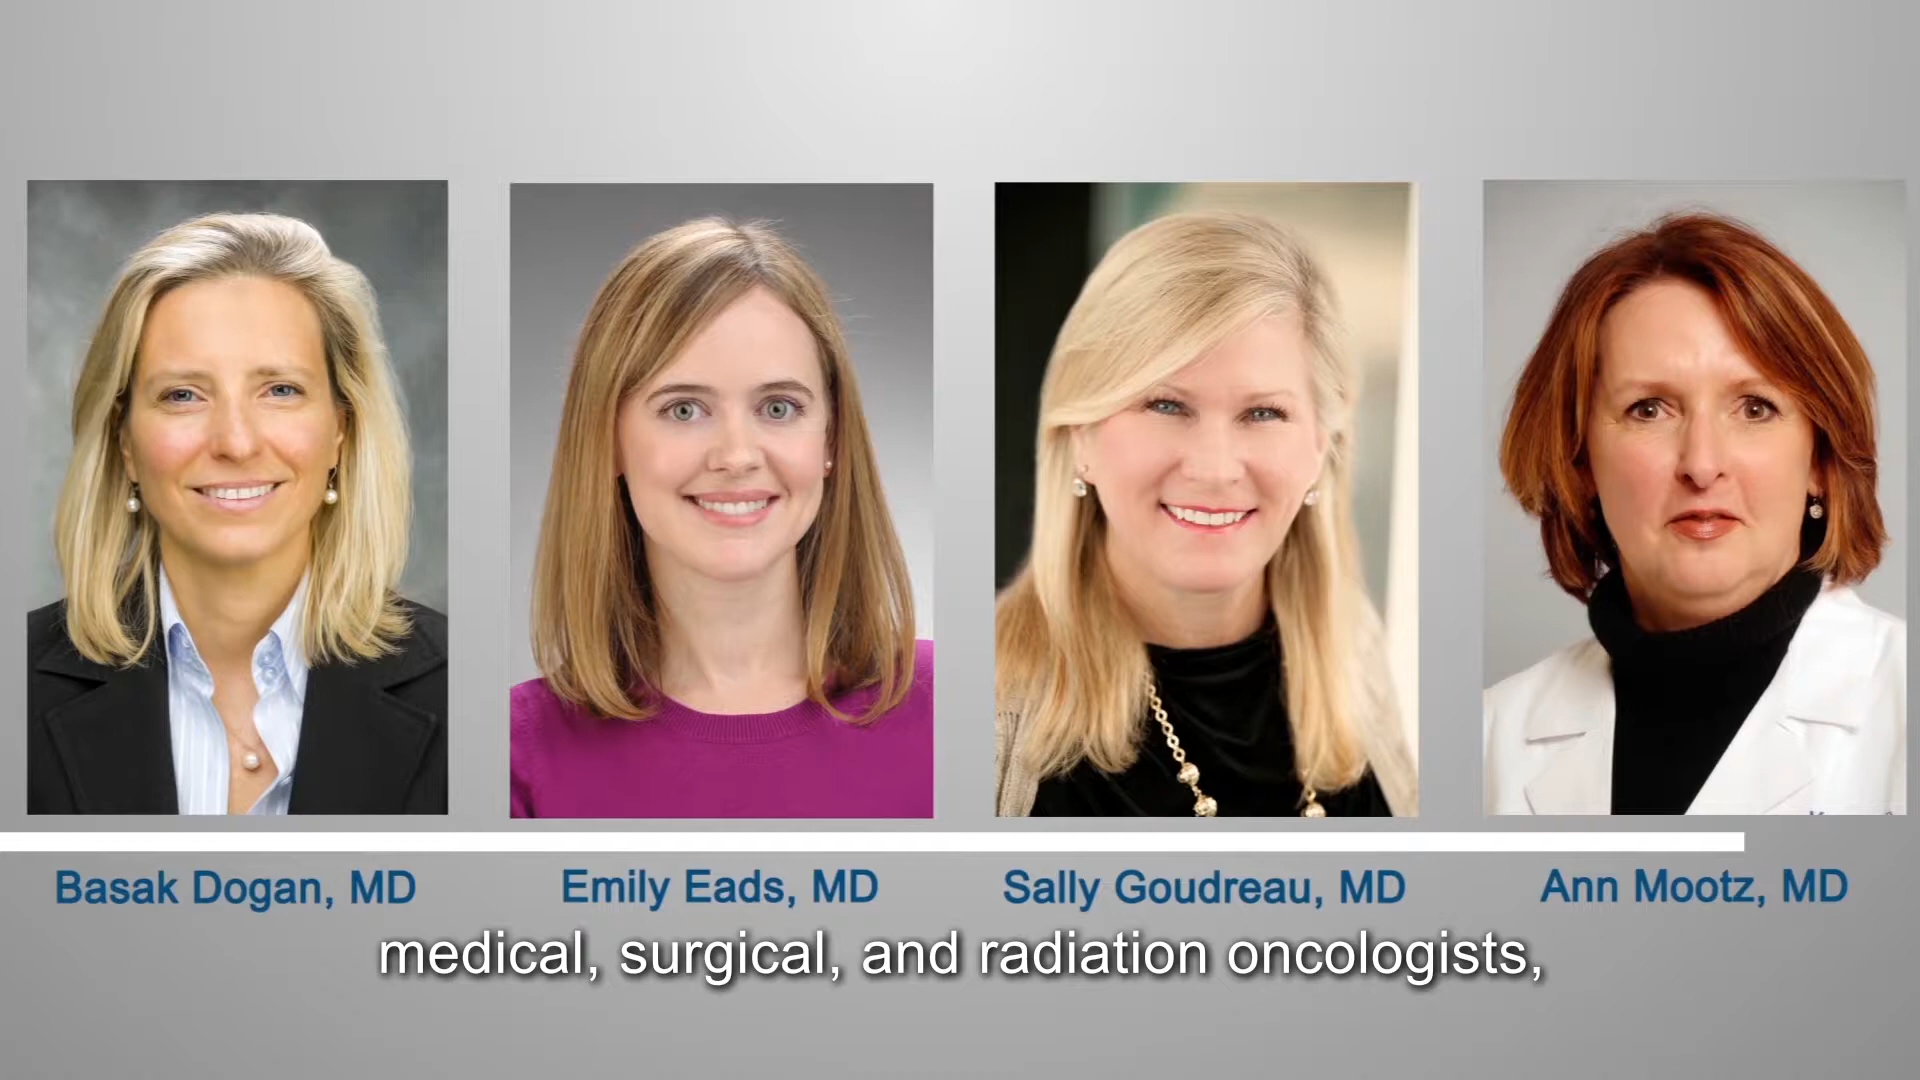 Basak Dogan, MD
Emily Eads, MD
Sally Goudreau, MD
Ann Mootz, MD
medical, surgical, and radiation oncologists,